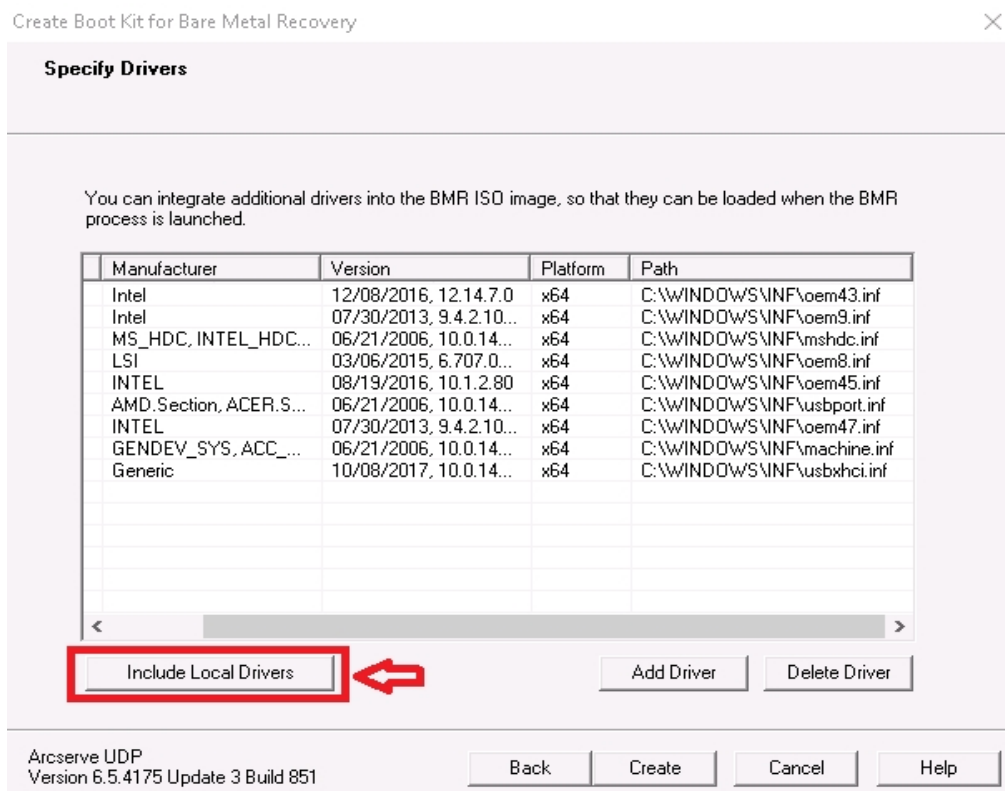 Create Boot Kit for Bare Metal Recovery
Specify Drivers
You can integrate additional drivers into the BMR ISO image, so that they can be loaded when the BMR
process is launched.
Manufacturer Version Platform Path
Intel 12/08/2016, 12.14.7.0 x64 C:\WINDOWS\INF\oem43.inf
Intel 07/30/2013, 9.4.2.10... x64 C:\WINDOWS\INF\oem9.inf
MS_HDC, INTEL_HDC... 06/21/2006, 10.0.14... x64 C:\WINDOWS\INF\mshdc.inf
LSI 03/06/2015, 6.707.0... x64 C:\WINDOWS\INF\oem8.inf
INTEL 08/19/2016, 10.1.2.80 x64 C:\WINDOWS\INF\oem45.inf
AMD.Section, ACER.S... 06/21/2006, 10.0.14... x64 C:\WINDOWS\INF\usbport.inf
INTEL 07/30/2013, 9.4.2.10... x64 C:\WINDOWS\INF\oem47.inf
GENDEV_SYS, ACC_... 06/21/2006, 10.0.14... x64 C:\WINDOWS\INF\machine.inf
Generic 10/08/2017, 10.0.14... x64 C:\WINDOWS\INF\usbxhci.inf
Include Local Drivers Add Driver Delete Driver
Arcserve UDP
Version 6.5.4175 Update 3 Build 851
Back Create Cancel Help